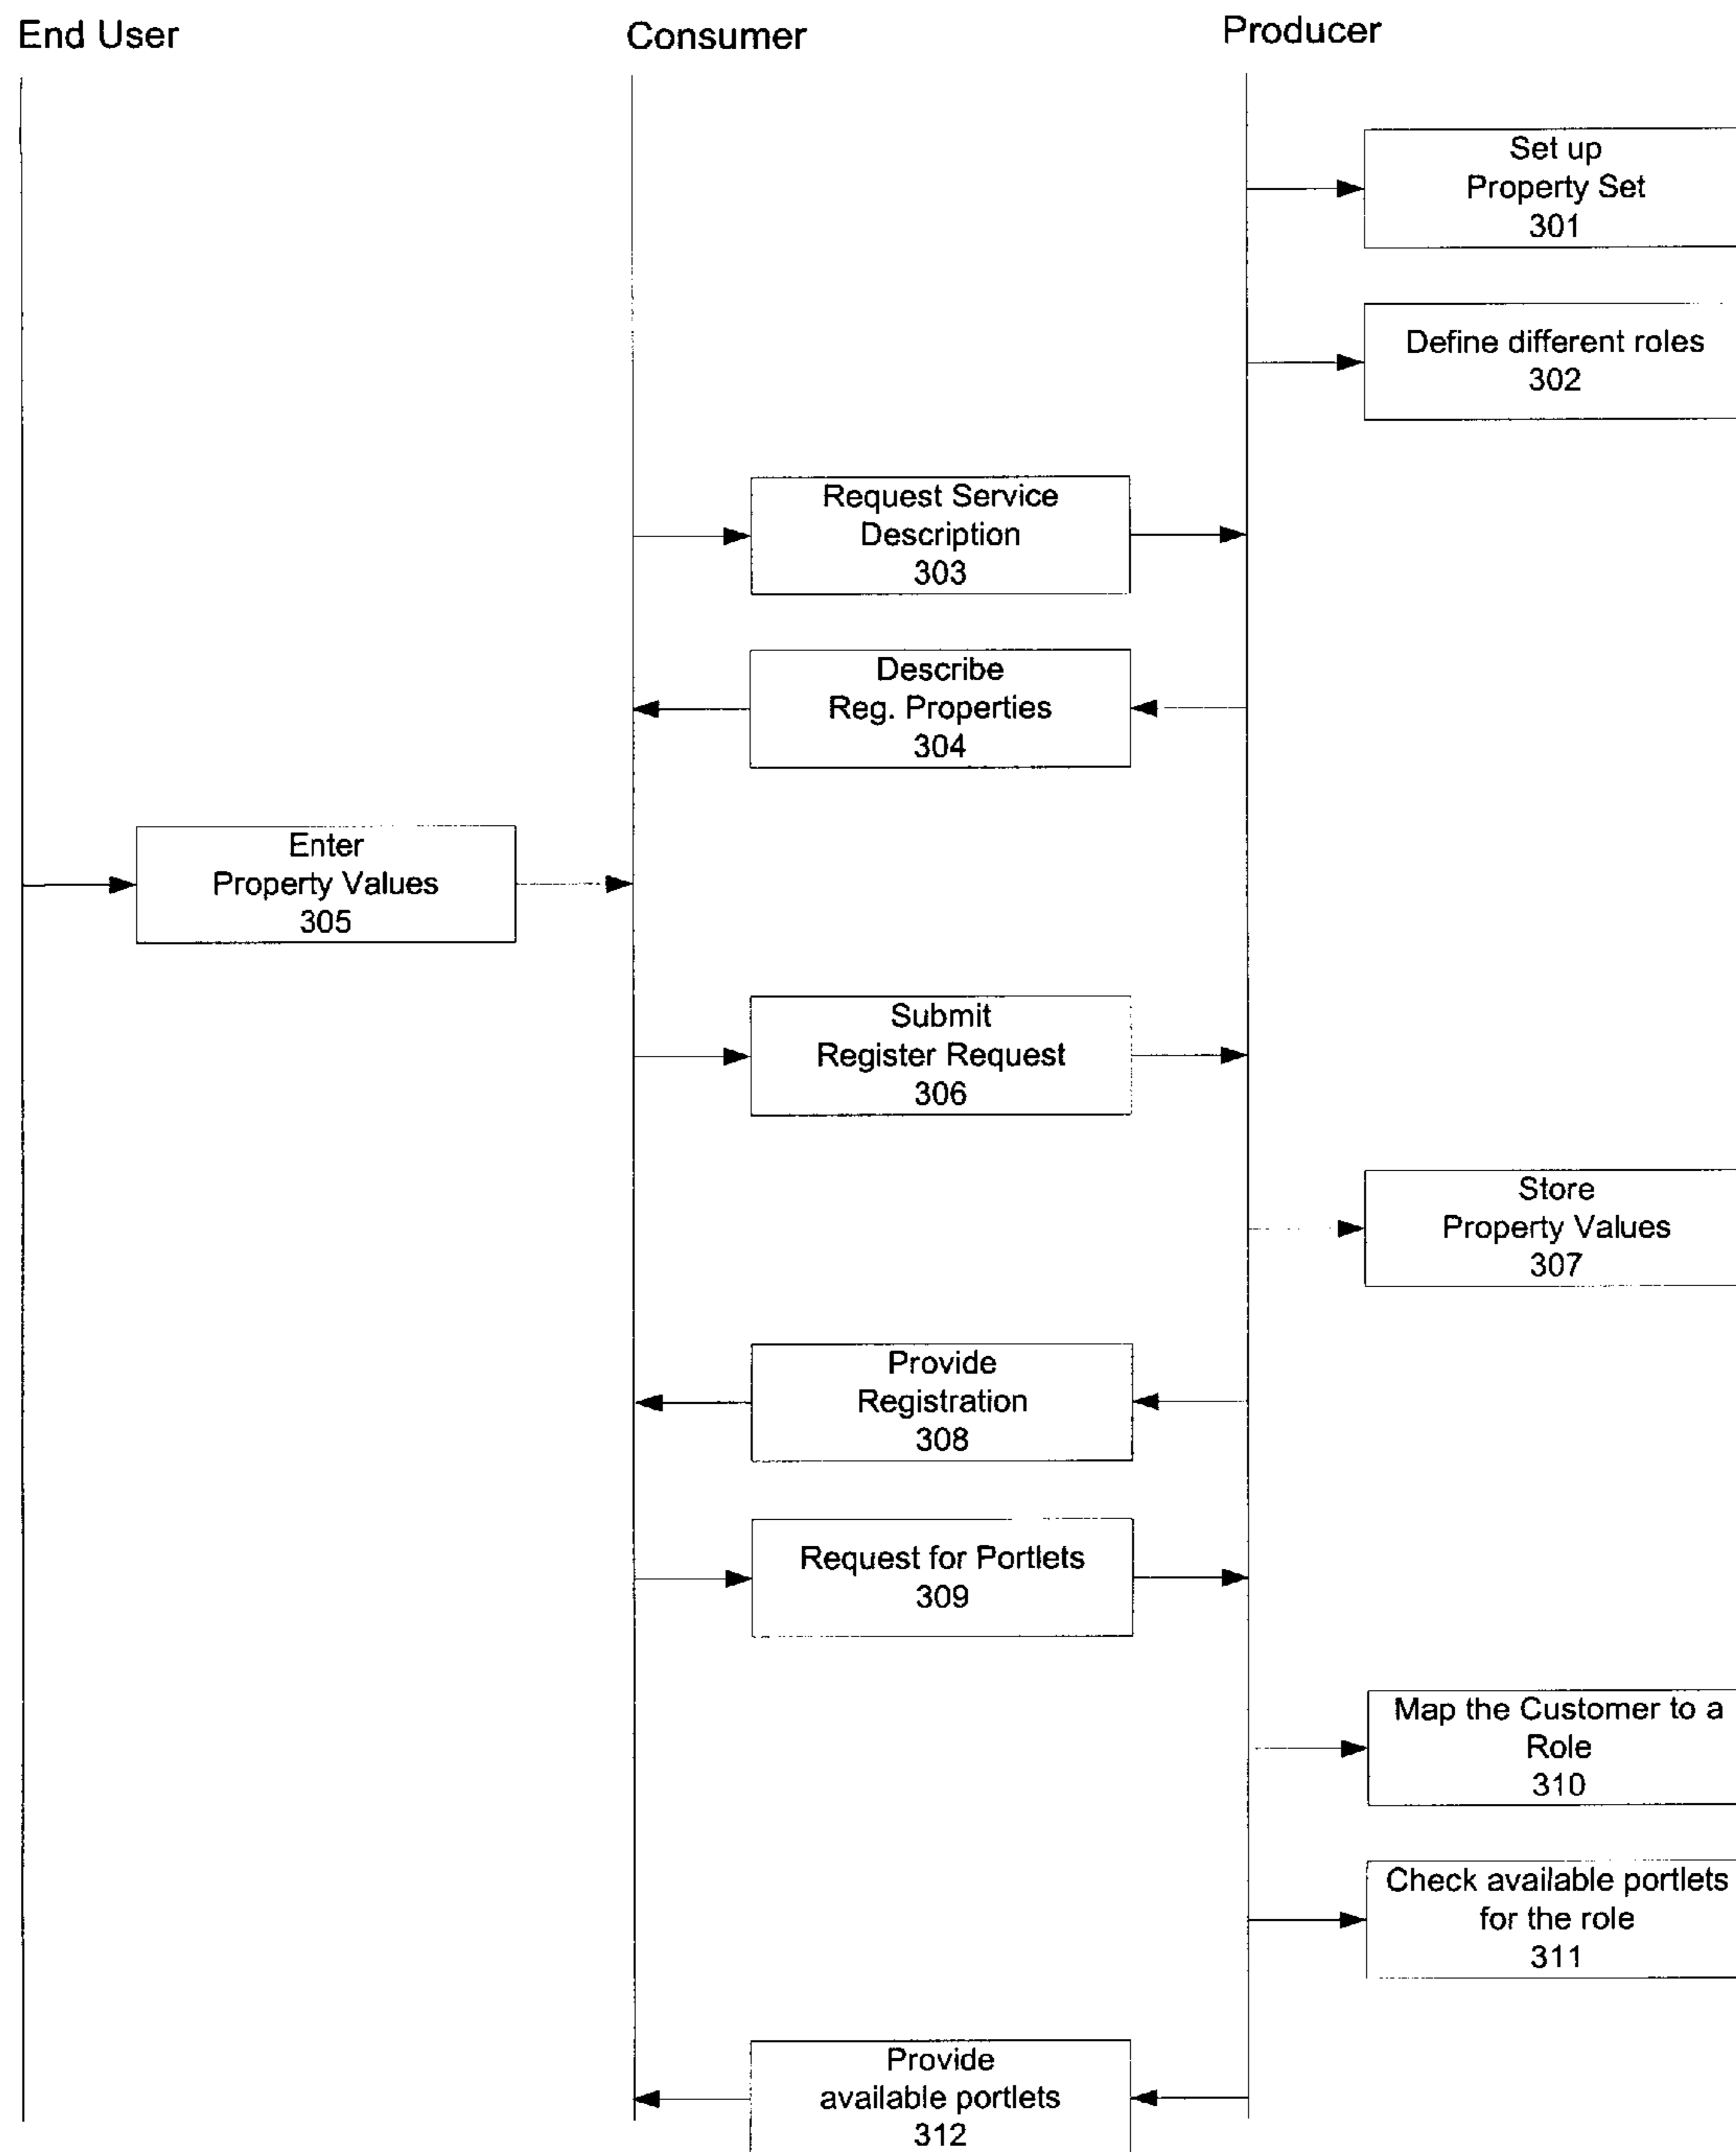 End User
Consumer
Producer
Set up
Property Set
301
Define different roles
302
Request Service
Description
303
Describe
Reg. Properties
304
Enter
Property Values
305
Submit
Register Request
306
Store
Property Values
307
Provide
Registration
308
Request for Portlets
309
Map the Customer to a
Role
310
Check available portlets
for the role
311
Provide
available portlets
312